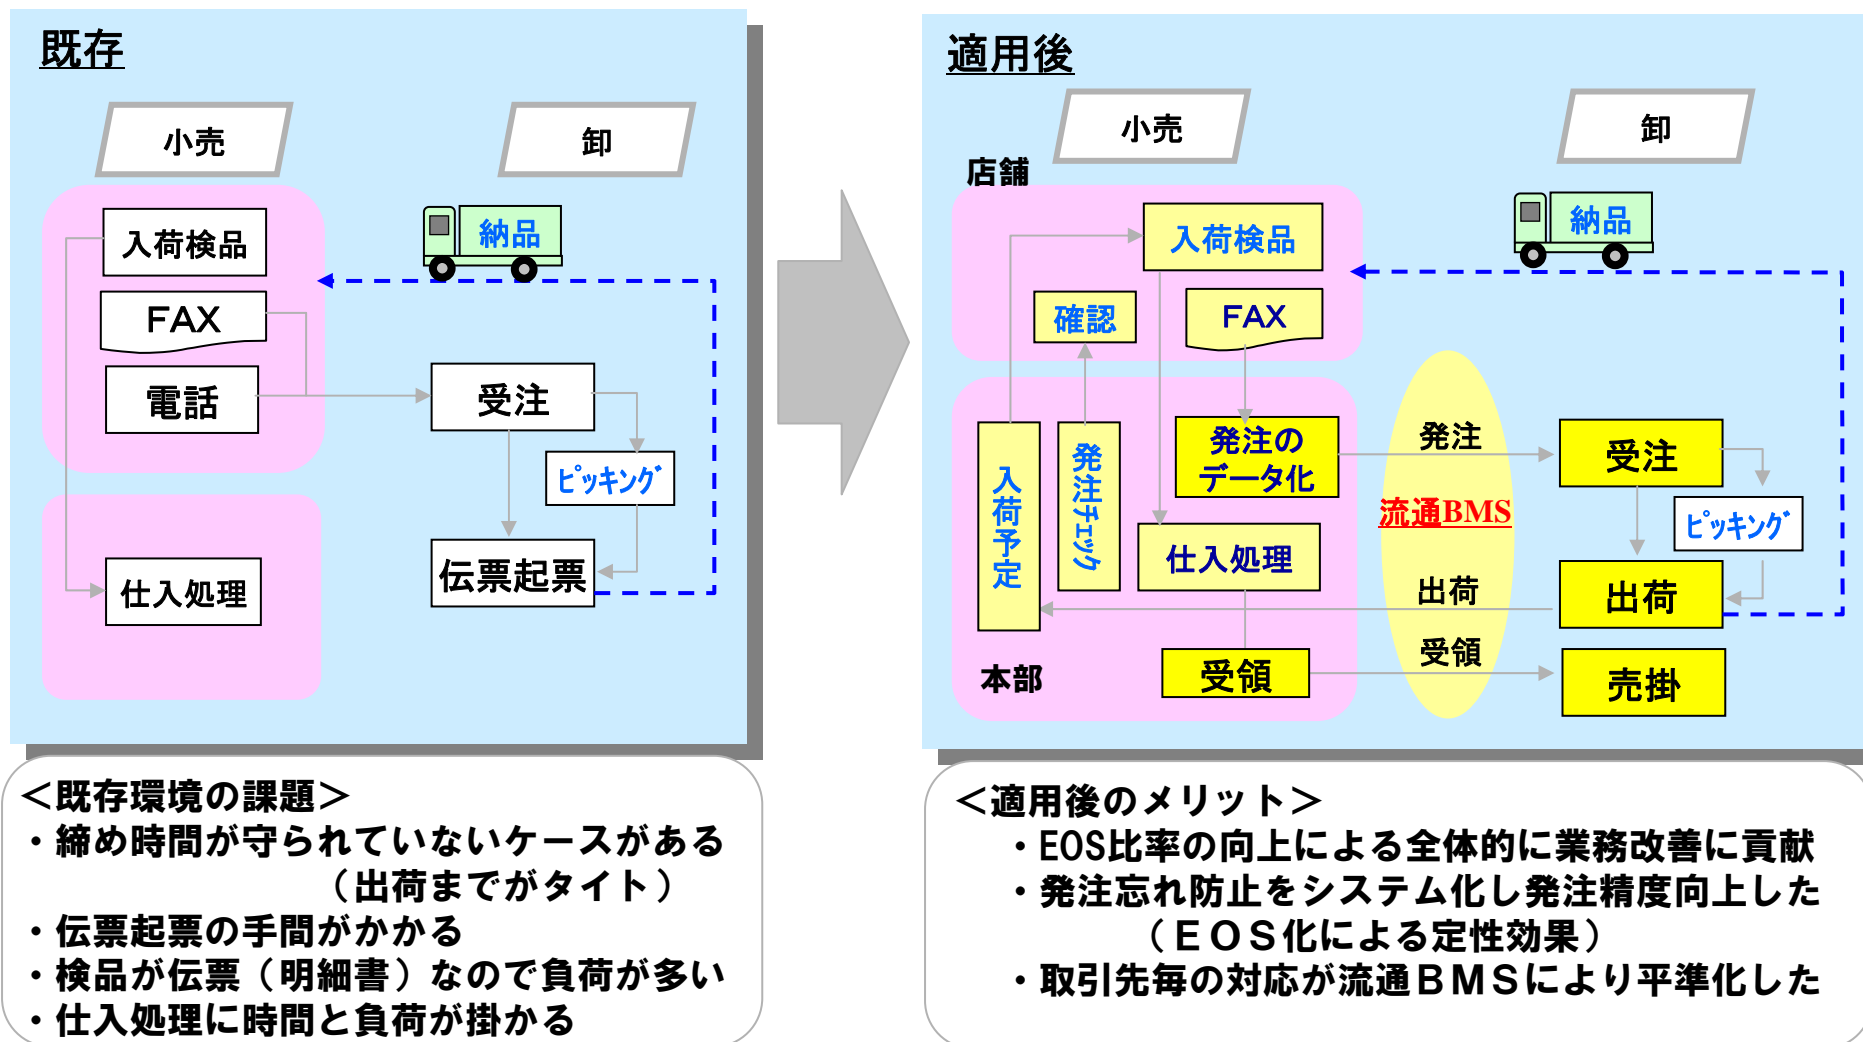 既存
小売
卸
入荷検品
納品
FAX
電話
受注
ﾋﾟｯｷﾝｸﾞ
伝票起票
仕入処理
＜既存環境の課題＞
・締め時間が守られていないケースがある
（出荷までがタイト）
・伝票起票の手間がかかる
・検品が伝票（明細書）なので負荷が多い
・仕入処理に時間と負荷が掛かる
適用後
小売
卸
店舗
入荷検品
納品
確認
FAX
入荷予定
発注ﾁｪｯｸ
発注の
データ化
発注
受注
流通BMS
ﾋﾟｯｷﾝｸﾞ
仕入処理
出荷
出荷
本部
受領
受領
売掛
＜適用後のメリット＞
・EOS比率の向上による全体的に業務改善に貢献
・発注忘れ防止をシステム化し発注精度向上した
（ＥＯＳ化による定性効果）
・取引先毎の対応が流通ＢＭＳにより平準化した